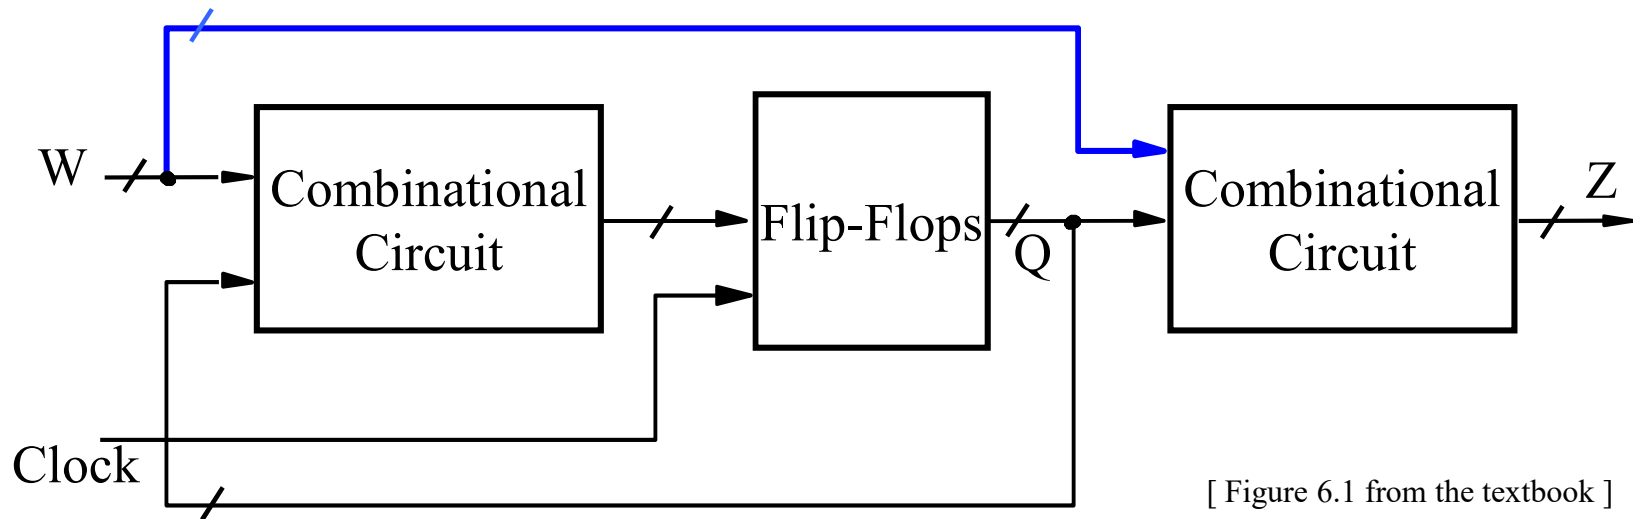 W
Combinational
Circuit
Flip-Flops
Q
Combinational
Circuit
Z
Clock
[ Figure 6.1 from the textbook ]